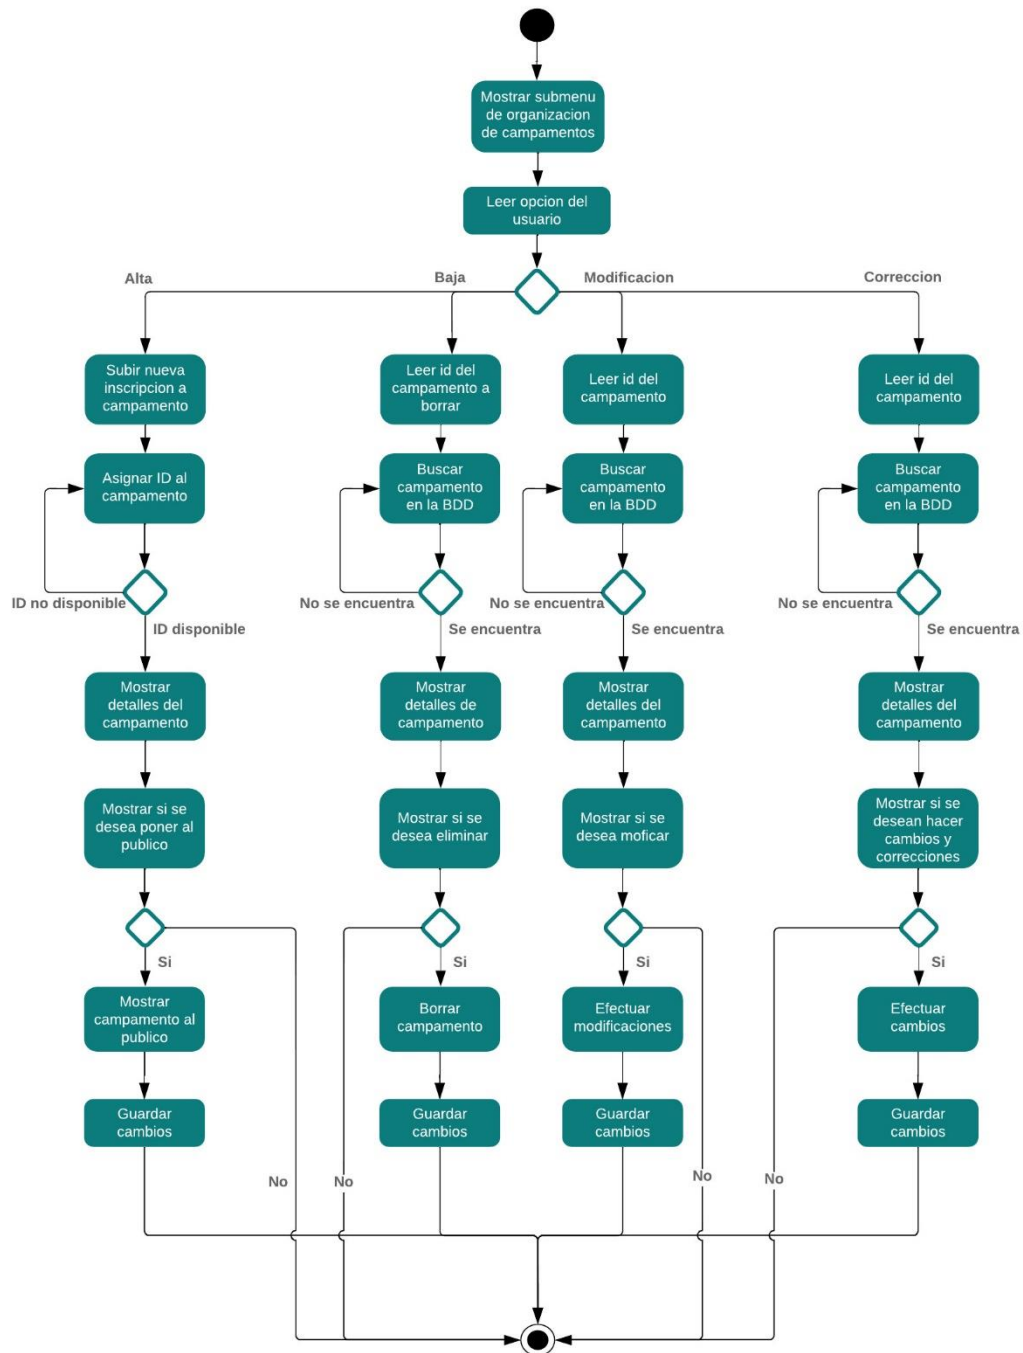 Mostrar submenu
de organizacion
de campamentos
Leer opcion del
usuario
Alta
Baja
Modificacion
Correccion
Subir nueva
inscripcion a
campamento
Leer id del
campamento a
borrar
Leer id del
campamento
Leer id del
campamento
Asignar ID al
campamento
Buscar
campamento
en la BDD
Buscar
campamento
en la BDD
Buscar
campamento
en la BDD
ID no disponible
No se encuentra
No se encuentra
No se encuentra
ID disponible
Se encuentra
Se encuentra
Se encuentra
Mostrar
detalles del
campamento
Mostrar
detalles de
campamento
Mostrar
detalles del
campamento
Mostrar
detalles del
campamento
Mostrar si se
desea poner al
publico
Mostrar si se
desea eliminar
Mostrar si se
desea moficar
Mostrar si se
desean hacer
cambios y
correcciones
Si
Si
Si
Si
Mostrar
campamento al
publico
Borrar
campamento
Efectuar
modificaciones
Efectuar
cambios
Guardar
cambios
Guardar
cambios
Guardar
cambios
Guardar
cambios
No
No
No
No